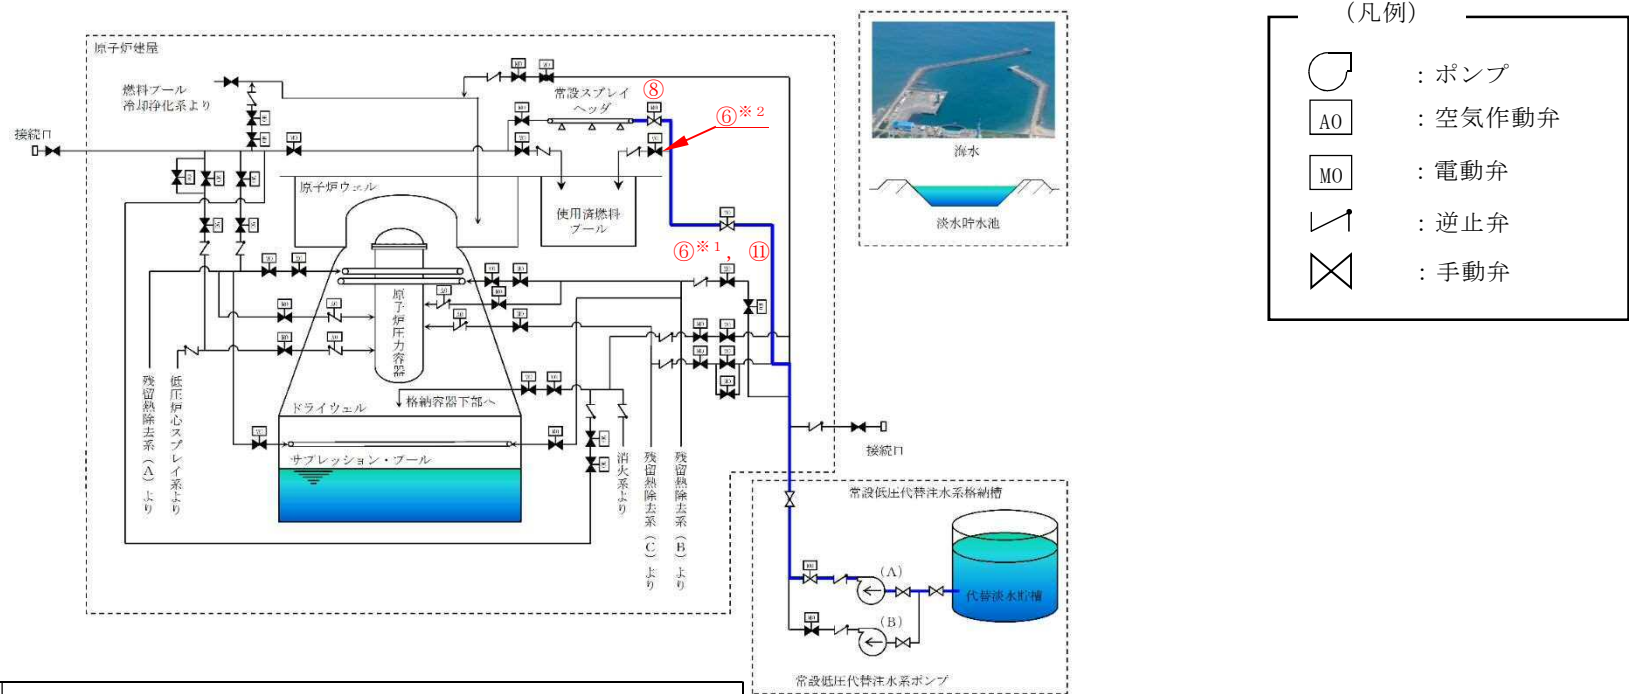 原子炉建屋
燃料プール
冷却浄化系より
接続口
常設スプレイ
ヘッダ
⑧
⑥※2
原子炉ウェル
使用済燃料
プール
⑥※1, ⑪
原子炉圧力容器
残留熱除去系(A)より
低圧炉心スプレイ系より
ドライウェル
格納容器下部へ
サプレッション・プール
消火系より
残留熱除去系(C)より
残留熱除去系(B)より
接続口
海水
淡水貯水池
常設低圧代替注水系格納槽
(A)
(B)
代替淡水貯槽
常設低圧代替注水系ポンプ
(凡例)
:ポンプ
AO :空気作動弁
MO :電動弁
:逆止弁
:手動弁